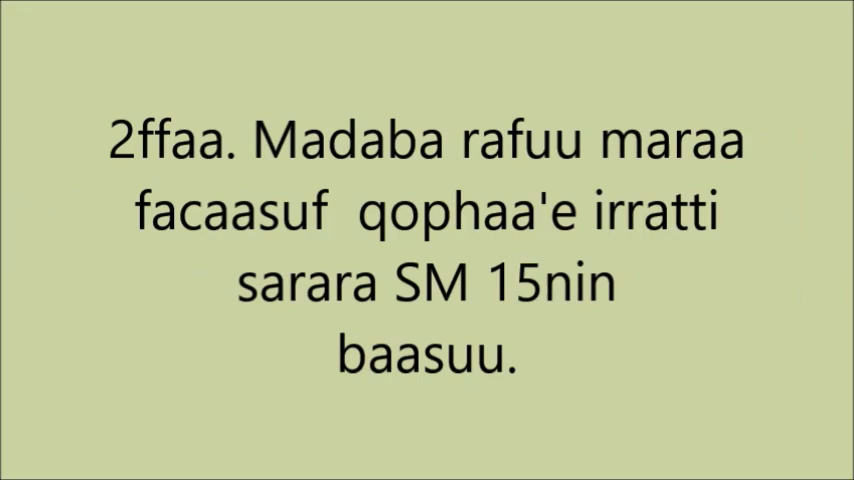 2ffaa. Madaba rafuu maraa
facaasuf  qophaa'e irratti
sarara SM 15nin
baasuu.